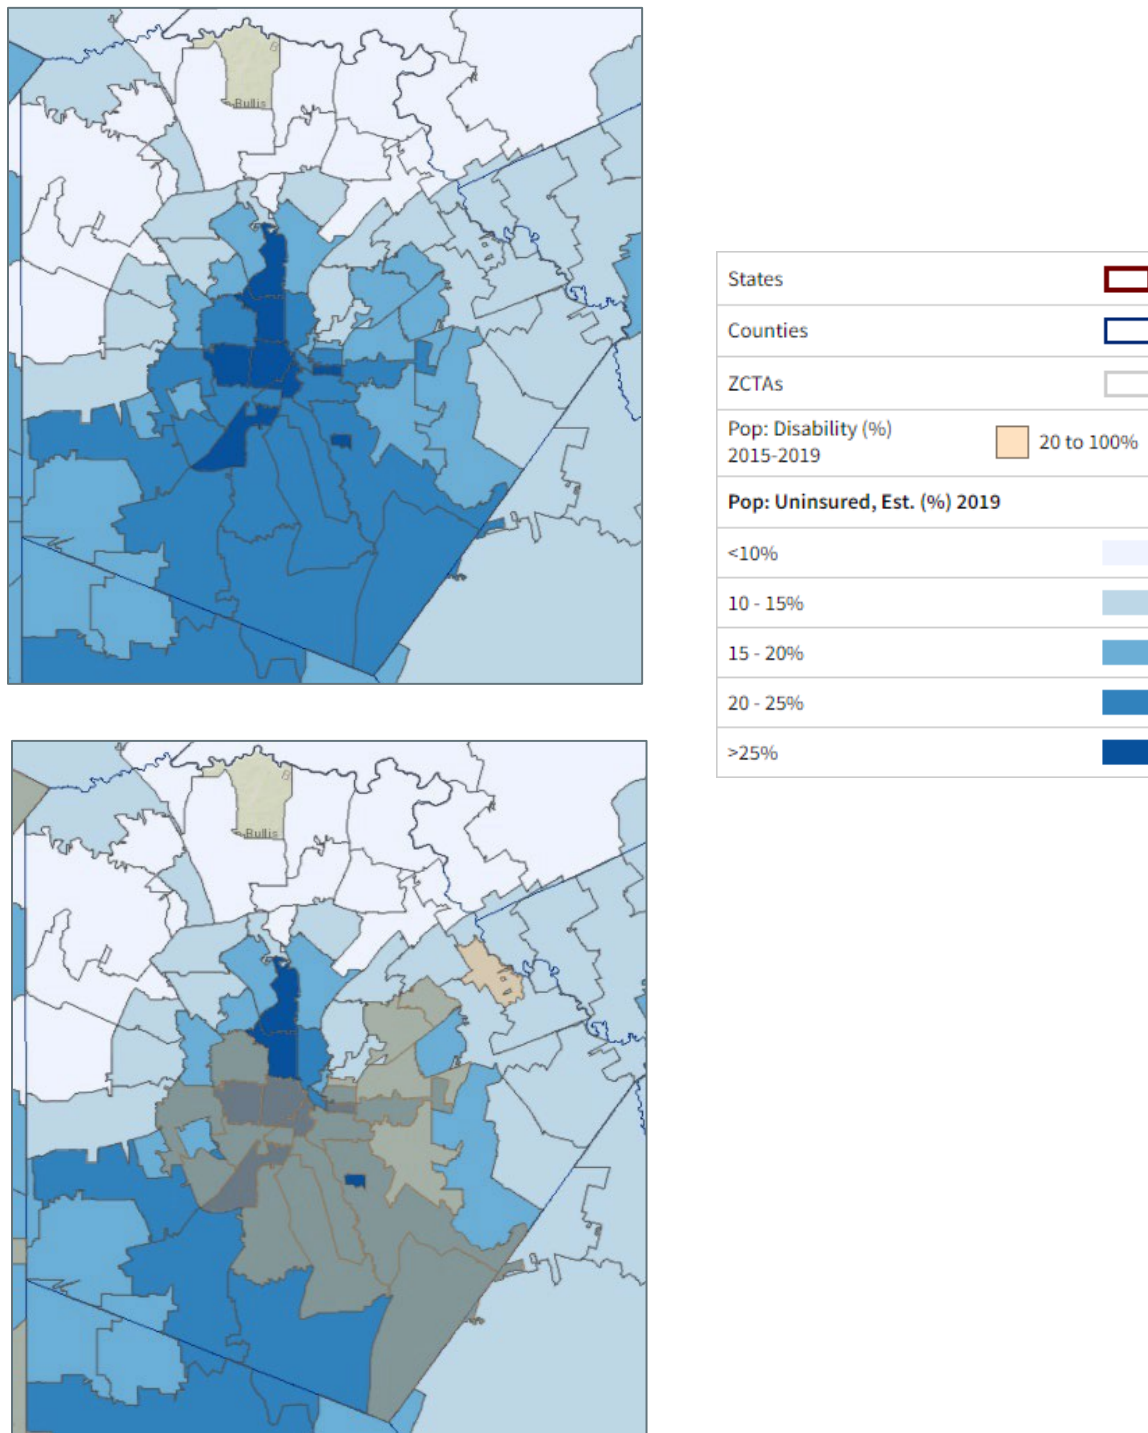 Bullis
States
Counties
ZCTAs
Pop: Disability (%)
2015-2019
20 to 100%
Pop: Uninsured, Est. (%) 2019
<10%
10 - 15%
15 - 20%
20 - 25%
>25%
Bullis